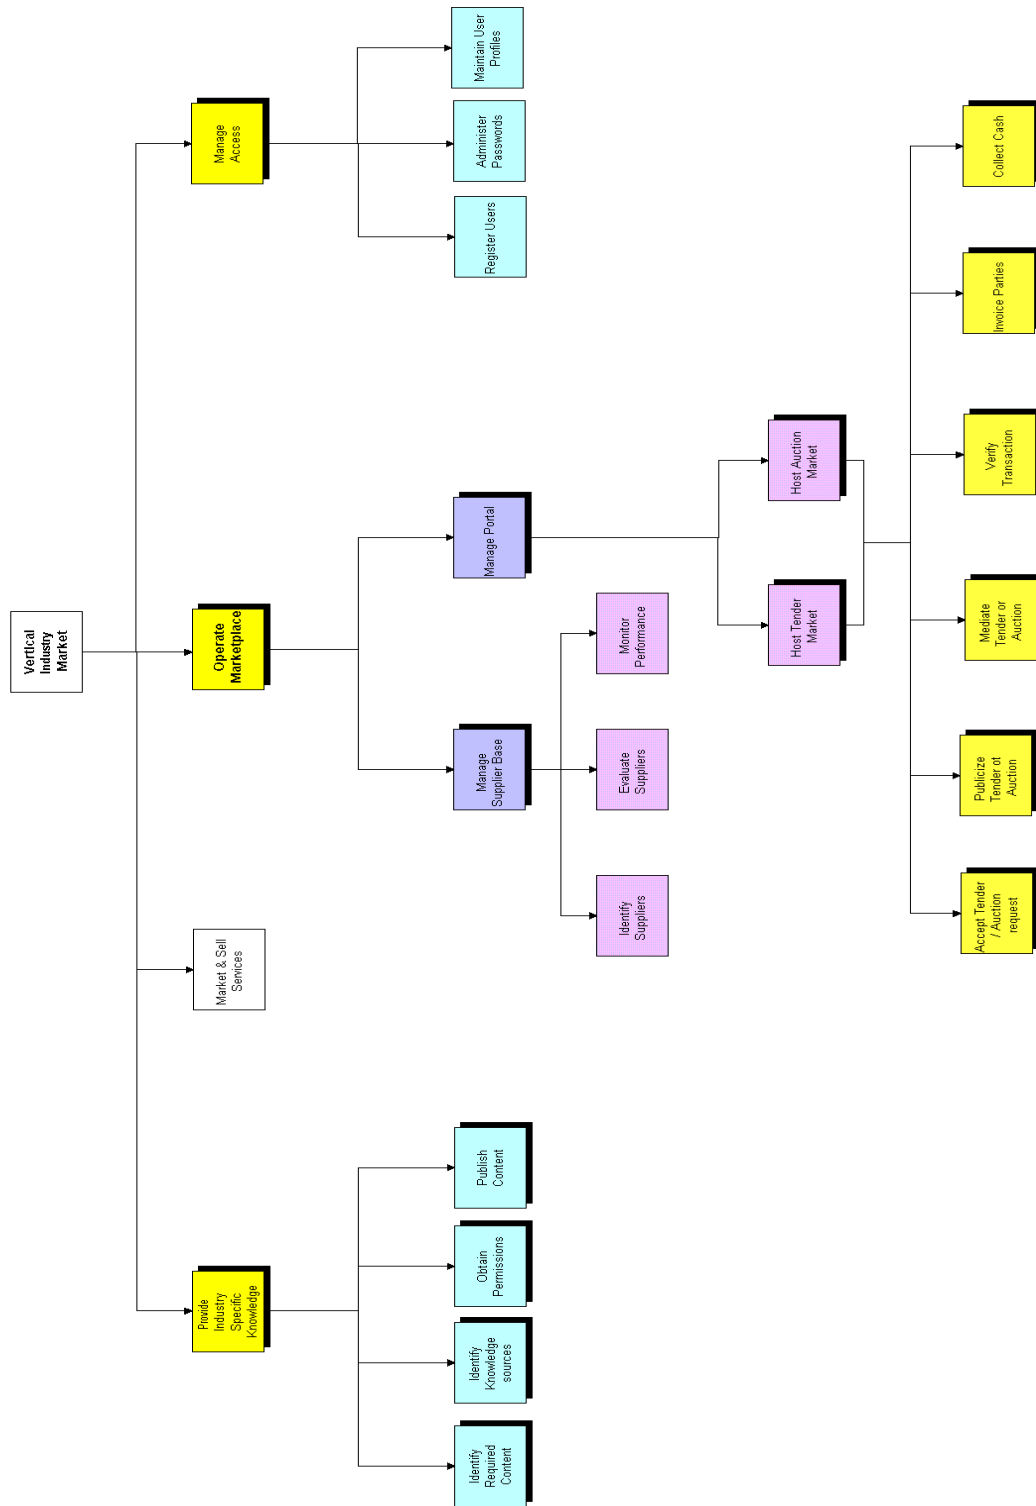 Vertical
Industry
Market
Provide
Industry
Specific
Knowledge
Market & Sell
Services
Operate
Marketplace
Manage
Access
Identify
Required
Content
Identify
Knowledge
sources
Obtain
Permissions
Publish
Content
Manage
Supplier Base
Manage Portal
Register Users
Administer
Passwords
Maintain User
Profiles
Identify
Suppliers
Evaluate
Suppliers
Monitor
Performance
Host Tender
Market
Host Auction
Market
Accept Tender
/ Auction
request
Publicize
Tender ot
Auction
Mediate
Tender or
Auction
Verify
Transaction
Invoice Parties
Collect Cash